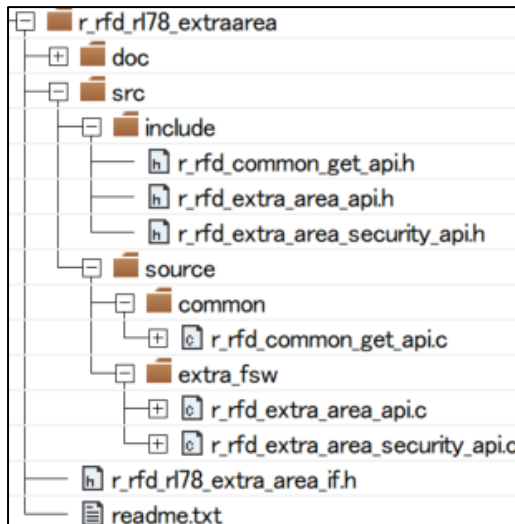 r_rfd_rl78_extraarea
doc
src
include
r_rfd_common_get_api.h
r_rfd_extra_area_api.h
r_rfd_extra_area_security_api.h
source
common
r_rfd_common_get_api.c
extra_fsw
r_rfd_extra_area_api.c
r_rfd_extra_area_security_api.c
r_rfd_rl78_extra_area_if.h
readme.txt